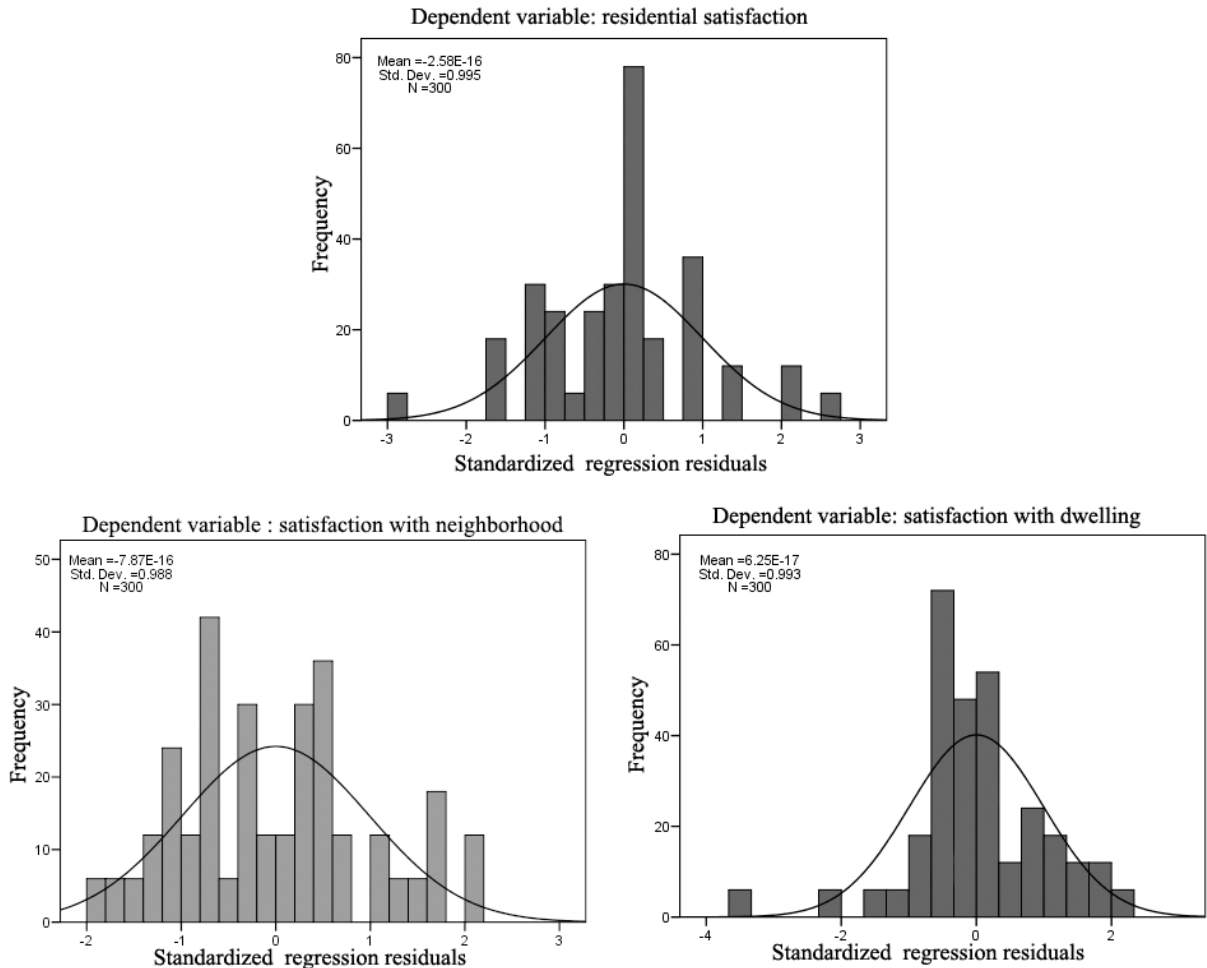 Dependent variable: residential satisfaction
Mean =-2.58E-16
Std. Dev. =0.995
N =300
80
60
40
20
0
Frequency
-3 -2 -1 0 1 2 3
Standardized regression residuals
Dependent variable : satisfaction with neighborhood
Mean =-7.87E-16
Std. Dev. =0.988
N =300
50
40
30
20
10
0
Frequency
-2 -1 0 1 2 3
Standardized regression residuals
Dependent variable: satisfaction with dwelling
Mean =6.25E-17
Std. Dev. =0.993
N =300
80
60
40
20
0
Frequency
-4 -2 0 2
Standardized regression residuals